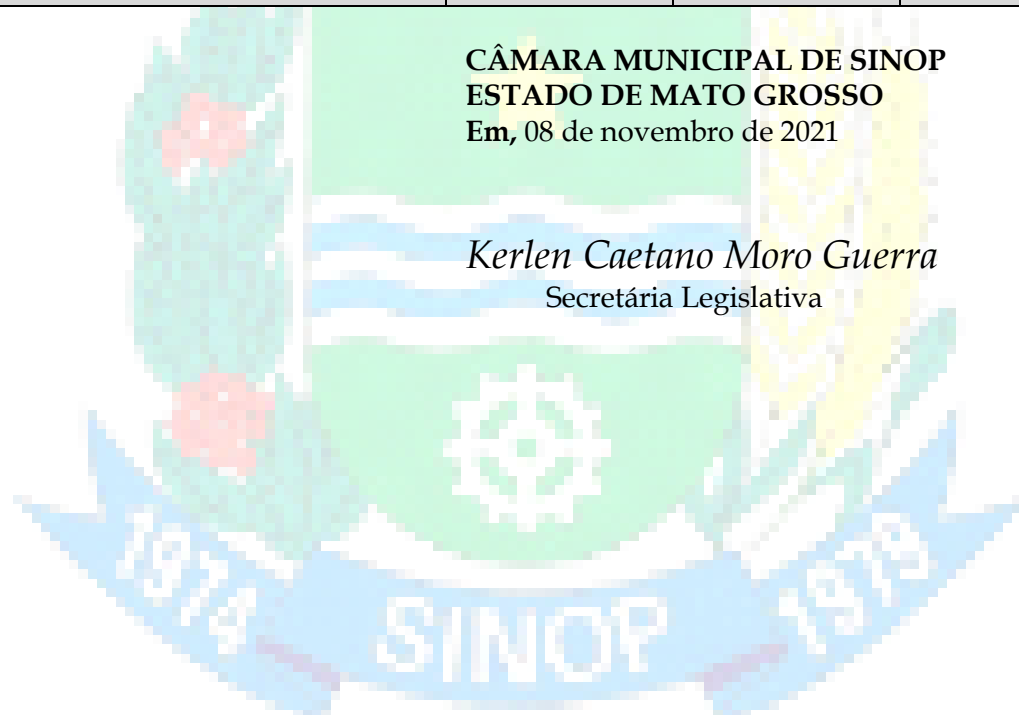 CÂMARA MUNICIPAL DE SINOP
ESTADO DE MATO GROSSO
Em, 08 de novembro de 2021
Kerlen Caetano Moro Guerra
Secretária Legislativa
1974 SINOP 1979